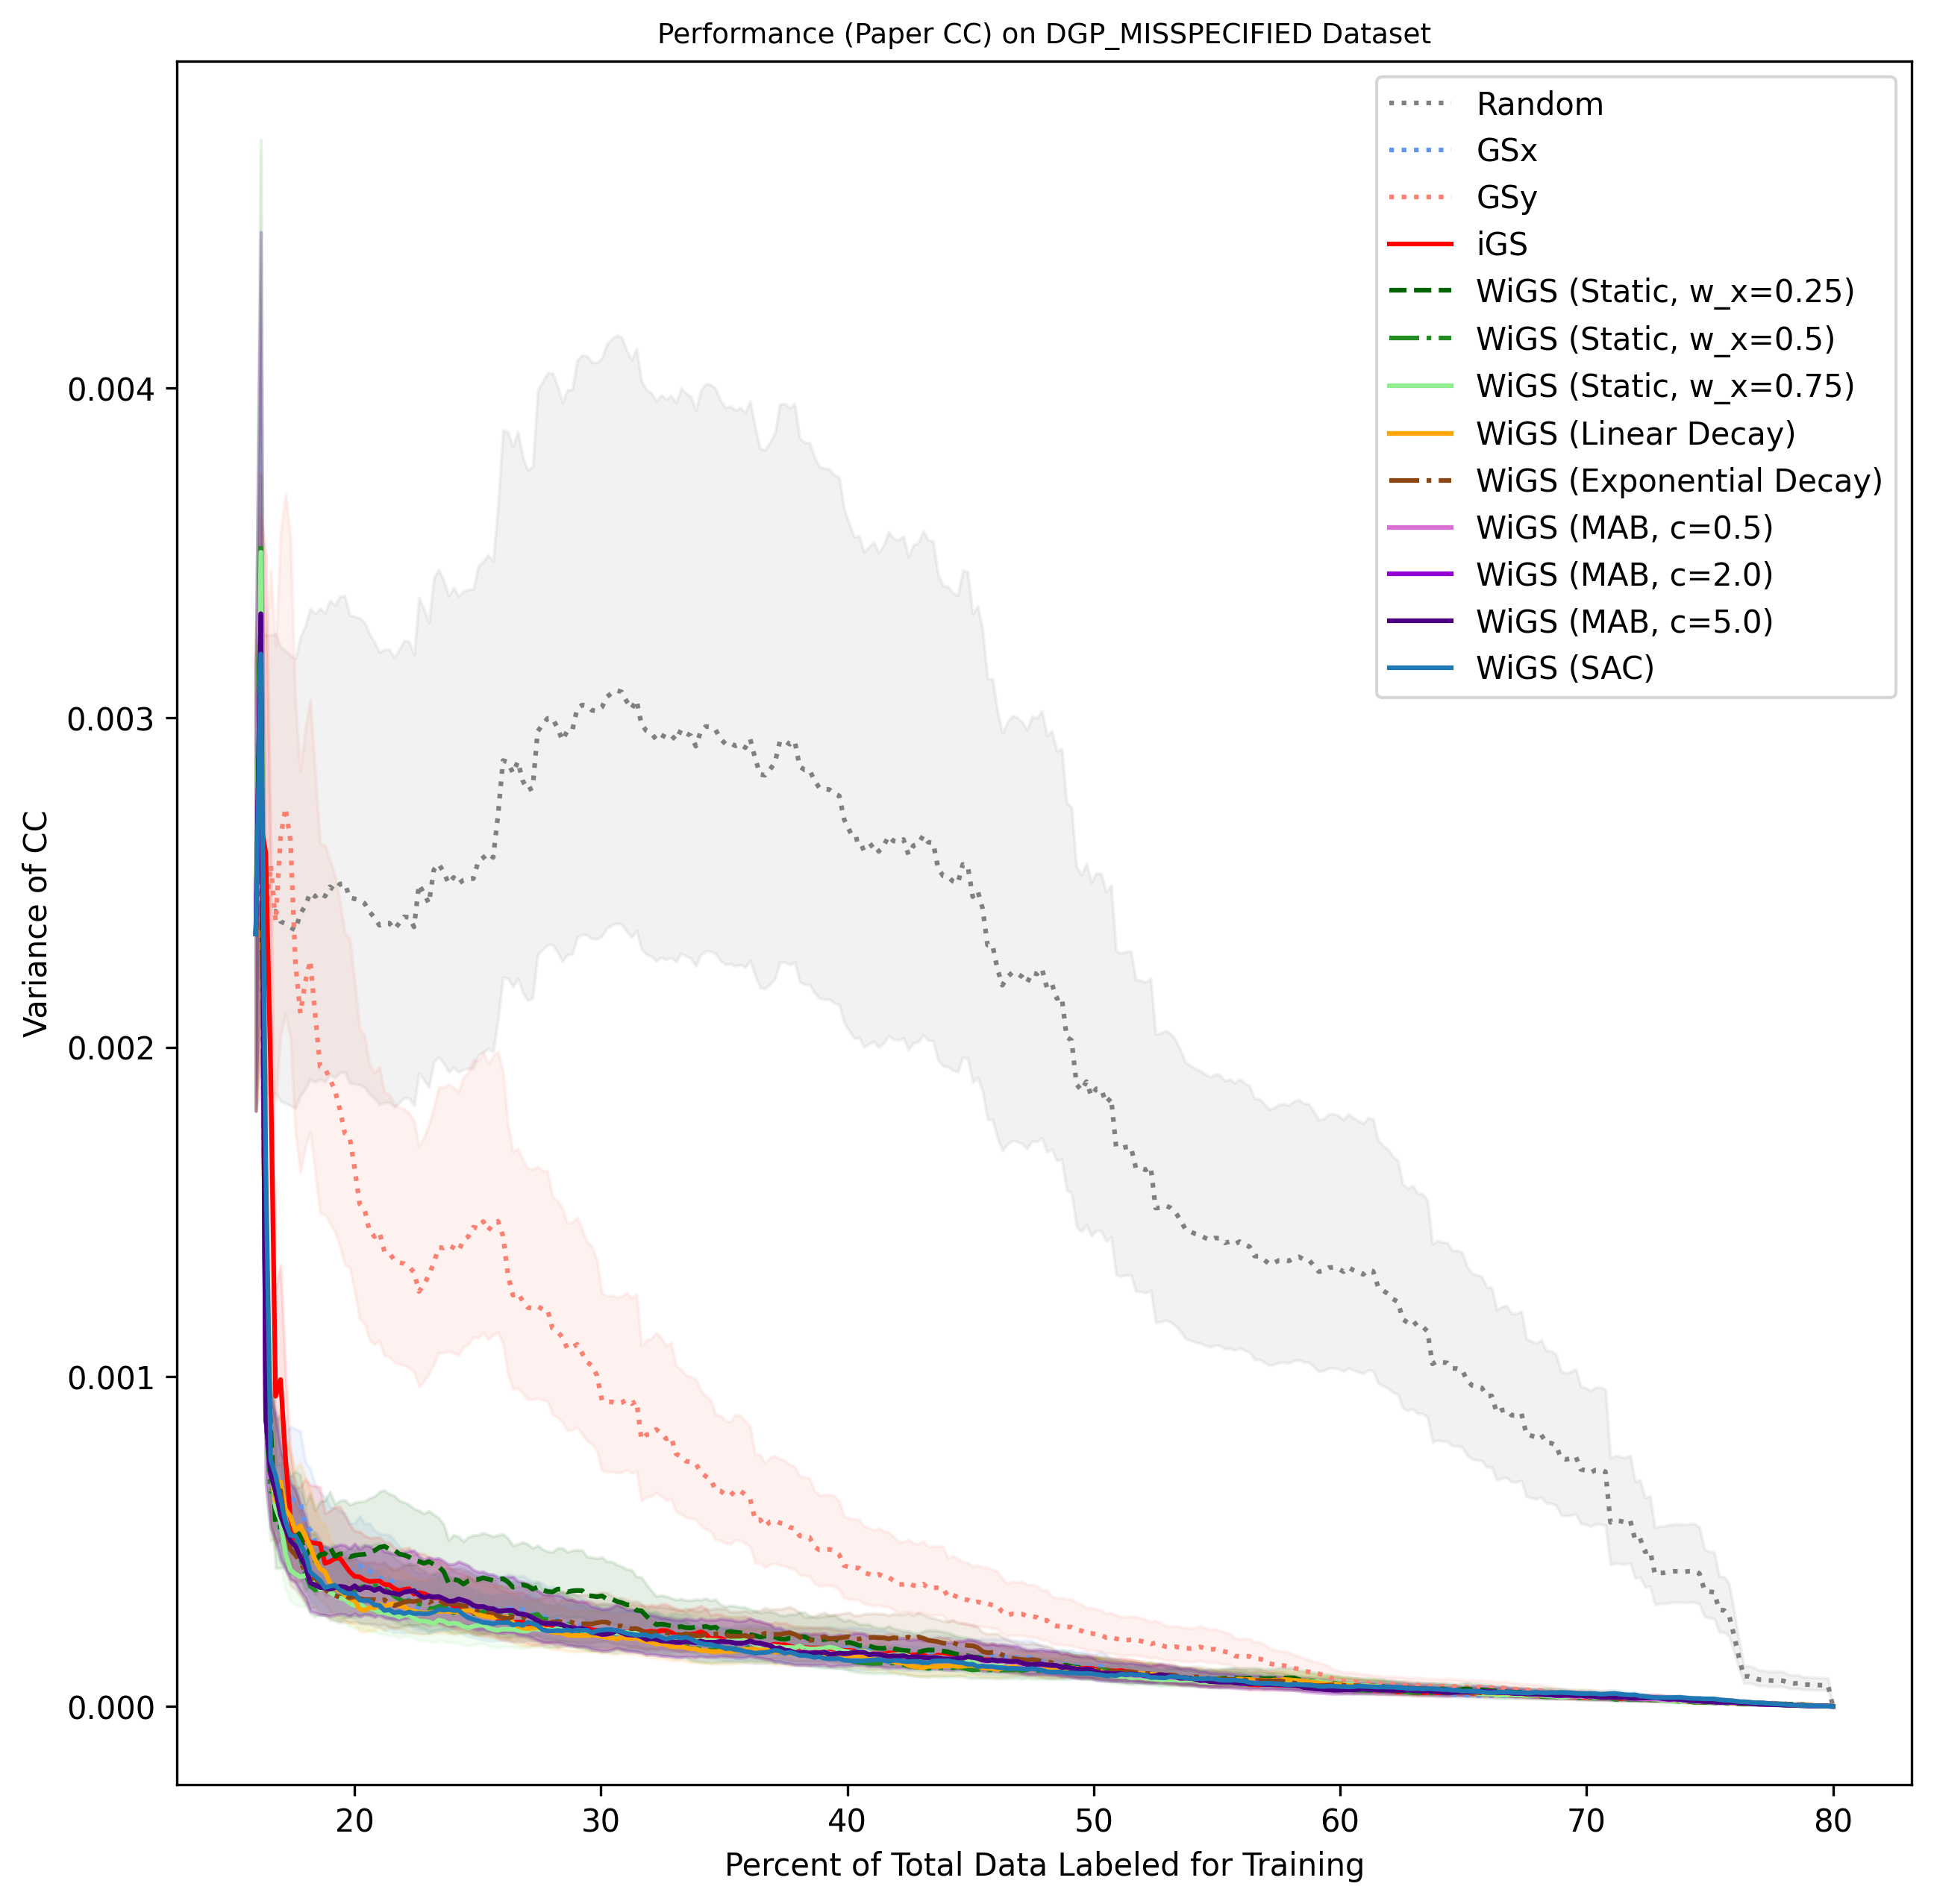 Performance (Paper CC) on DGP_MISSPECIFIED Dataset
Random
GSx
GSy
iGS
WiGS (Static, w_x=0.25)
WiGS (Static, w_x=0.5)
WiGS (Static, w_x=0.75)
WiGS (Linear Decay)
WiGS (Exponential Decay)
WiGS (MAB, c=0.5)
WiGS (MAB, c=2.0)
WiGS (MAB, c=5.0)
WiGS (SAC)
Variance of CC
0.004
0.003
0.002
0.001
0.000
20 30 40 50 60 70 80
Percent of Total Data Labeled for Training